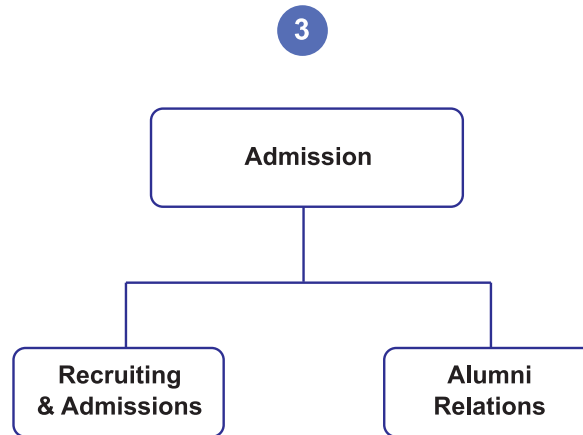 3
Admission
Recruiting
& Admissions
Alumni
Relations